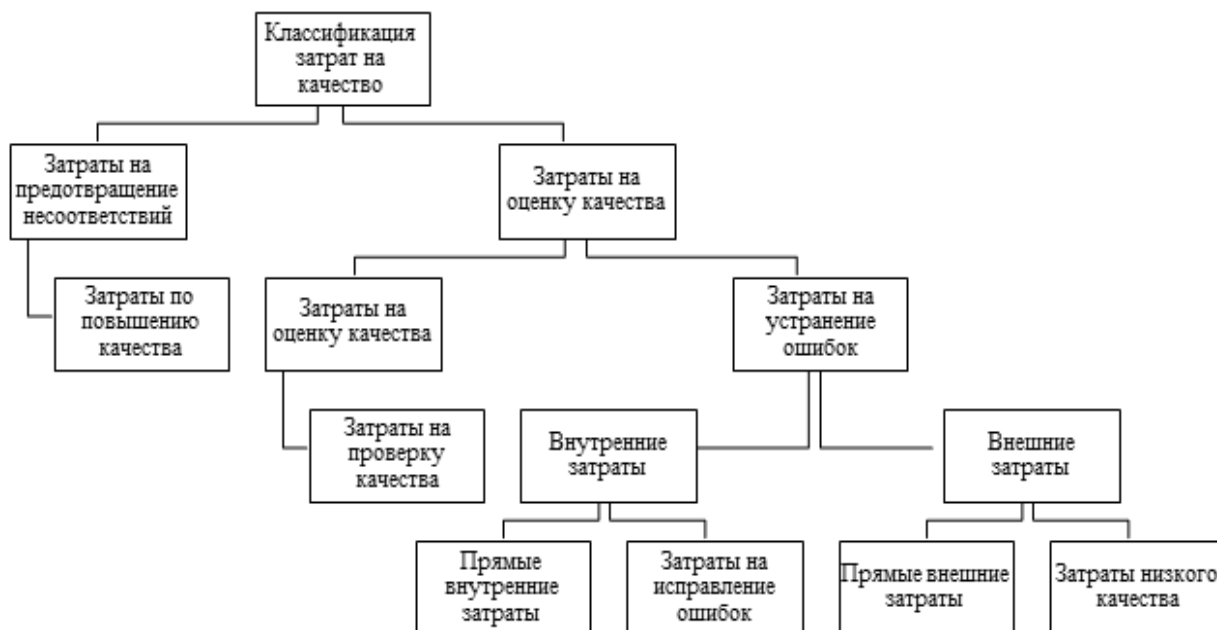 Классификация
затрат на
качество
Затраты на
предотвращение
несоответствий
Затраты на
оценку качества
Затраты по
повышению
качества
Затраты на
оценку качества
Затраты на
устранение
ошибок
Затраты на
проверку
качества
Внутренние
затраты
Внешние
затраты
Прямые
внутренние
затраты
Затраты на
исправление
ошибок
Прямые внешние
затраты
Затраты низкого
качества